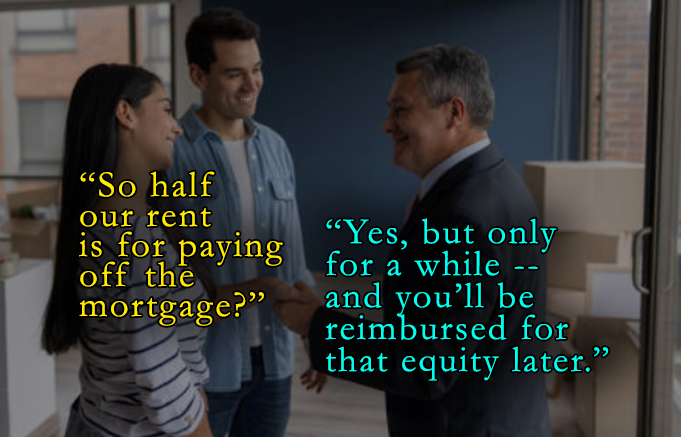 “So half
our rent
is for paying
off the
mortgage?”
“Yes, but only
for a while --
and you’ll be
reimbursed for
that equity later.”